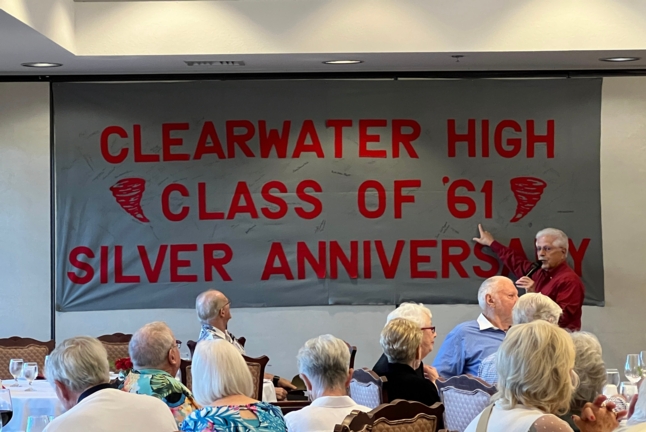 CLEARWATER HIGH
CLASS OF '61
SILVER ANNIVERSARY